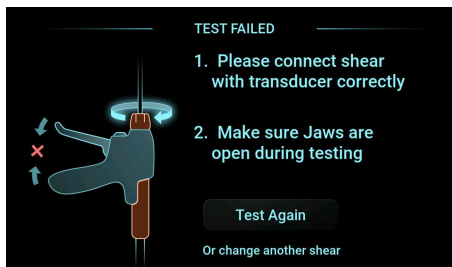 TEST FAILED
1. Please connect shear
with transducer correctly
2. Make sure Jaws are
open during testing
Test Again
Or change another shear